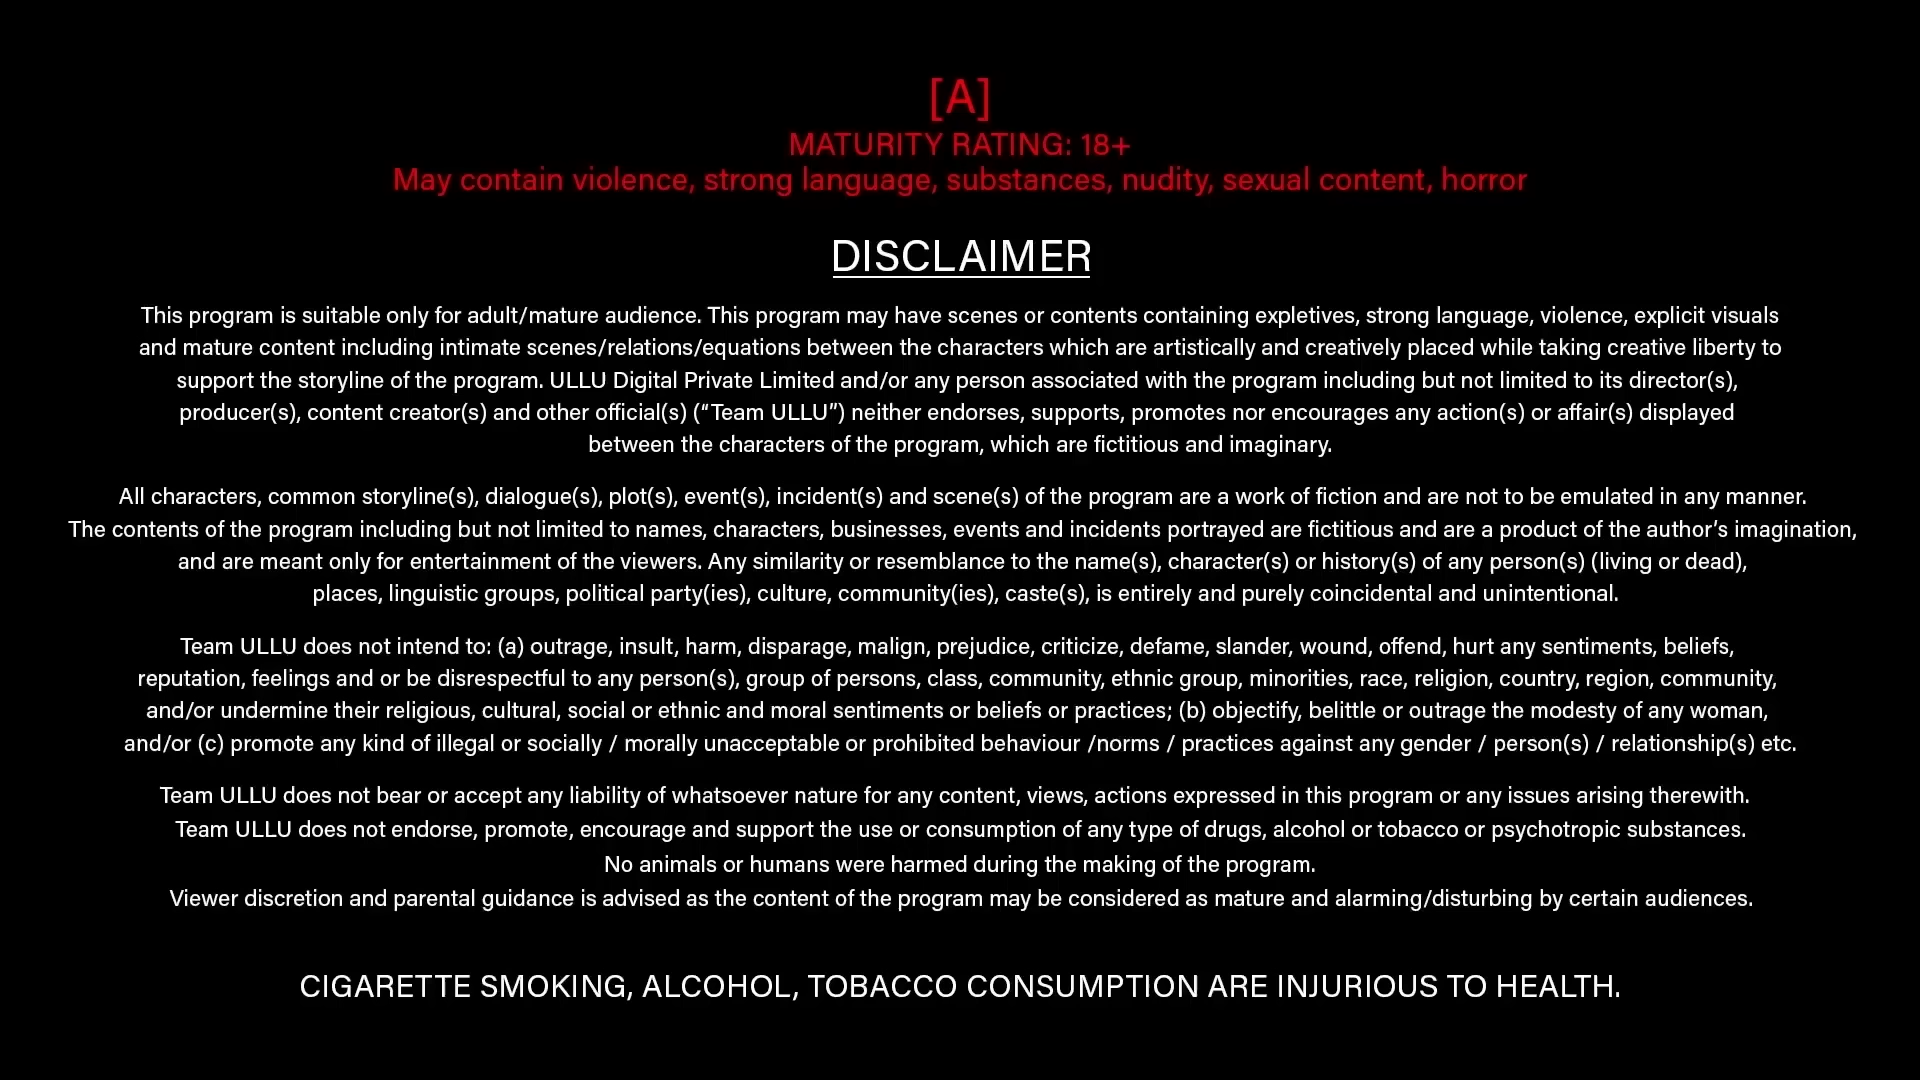 [A]
MATURITY RATING: 18+
May contain violence, strong language, substances, nudity, sexual content, horror
DISCLAIMER
This program is suitable only for adult/mature audience. This program may have scenes or contents containing expletives, strong language, violence, explicit visuals
and mature content including intimate scenes/relations/equations between the characters which are artistically and creatively placed while taking creative liberty to
support the storyline of the program. ULLU Digital Private Limited and/or any person associated with the program including but not limited to its director(s),
producer(s), content creator(s) and other official(s) (“Team ULLU”) neither endorses, supports, promotes nor encourages any action(s) or affair(s) displayed
between the characters of the program, which are fictitious and imaginary.
All characters, common storyline(s), dialogue(s), plot(s), event(s), incident(s) and scene(s) of the program are a work of fiction and are not to be emulated in any manner.
The contents of the program including but not limited to names, characters, businesses, events and incidents portrayed are fictitious and are a product of the author’s imagination,
and are meant only for entertainment of the viewers. Any similarity or resemblance to the name(s), character(s) or history(s) of any person(s) (living or dead),
places, linguistic groups, political party(ies), culture, community(ies), caste(s), is entirely and purely coincidental and unintentional.
Team ULLU does not intend to: (a) outrage, insult, harm, disparage, malign, prejudice, criticize, defame, slander, wound, offend, hurt any sentiments, beliefs,
reputation, feelings and or be disrespectful to any person(s), group of persons, class, community, ethnic group, minorities, race, religion, country, region, community,
and/or undermine their religious, cultural, social or ethnic and moral sentiments or beliefs or practices; (b) objectify, belittle or outrage the modesty of any woman,
and/or (c) promote any kind of illegal or socially / morally unacceptable or prohibited behaviour /norms / practices against any gender / person(s) / relationship(s) etc.
Team ULLU does not bear or accept any liability of whatsoever nature for any content, views, actions expressed in this program or any issues arising therewith.
Team ULLU does not endorse, promote, encourage and support the use or consumption of any type of drugs, alcohol or tobacco or psychotropic substances.
No animals or humans were harmed during the making of the program.
Viewer discretion and parental guidance is advised as the content of the program may be considered as mature and alarming/disturbing by certain audiences.
CIGARETTE SMOKING, ALCOHOL, TOBACCO CONSUMPTION ARE INJURIOUS TO HEALTH.